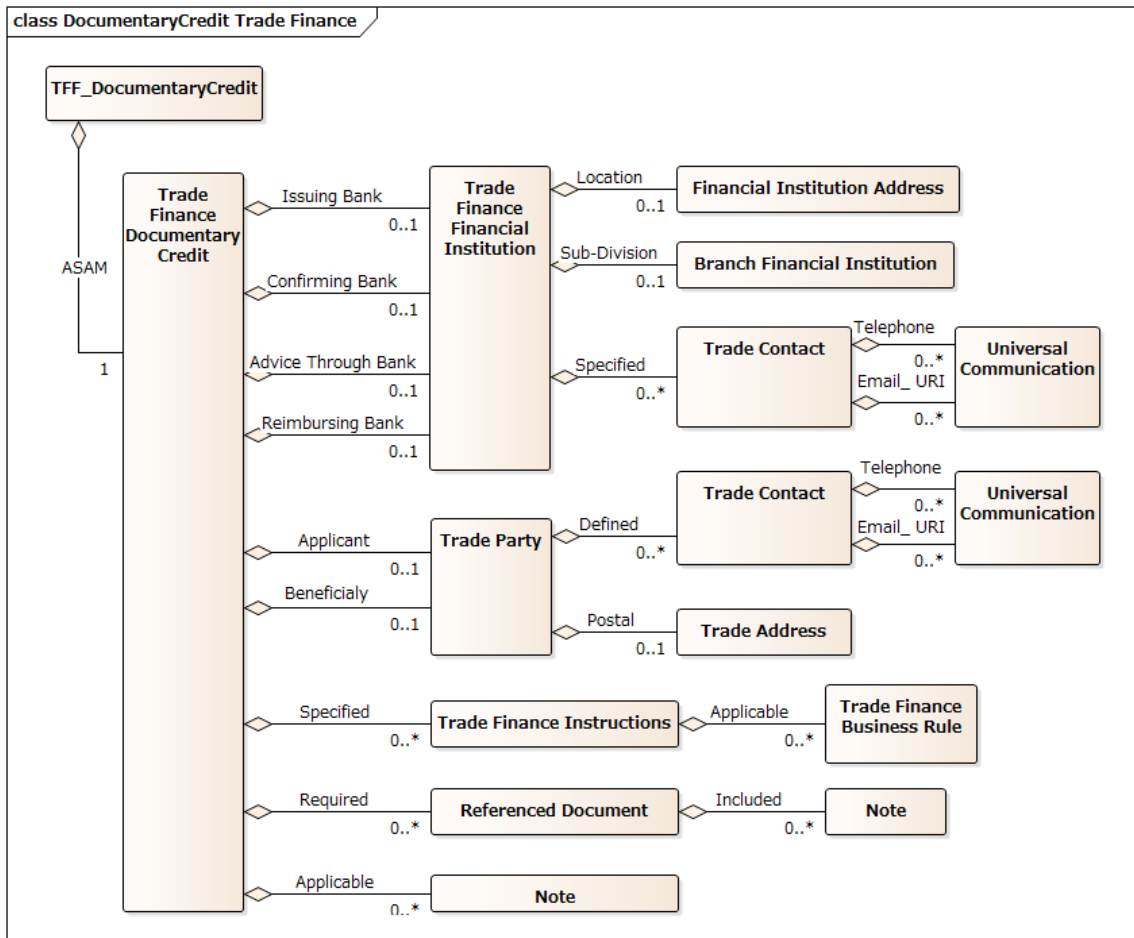 class DocumentaryCredit Trade Finance
TFF_DocumentaryCredit
ASAM
1
Trade
Finance
Documentary
Credit
Issuing Bank
0..1
Confirming Bank
0..1
Advice Through Bank
0..1
Reimbursing Bank
0..1
Trade
Finance
Financial
Institution
Location
0..1
Financial Institution Address
Sub-Division
0..1
Branch Financial Institution
Specified
0..*
Trade Contact
Telephone
0..*
Email_ URI
0..*
Universal
Communication
Applicant
0..1
Beneficialy
0..1
Trade Party
Defined
0..*
Trade Contact
Telephone
0..*
Email_ URI
0..*
Universal
Communication
Postal
0..1
Trade Address
Specified
0..*
Trade Finance Instructions
Applicable
0..*
Trade Finance
Business Rule
Required
0..*
Referenced Document
Included
0..*
Note
Applicable
0..*
Note